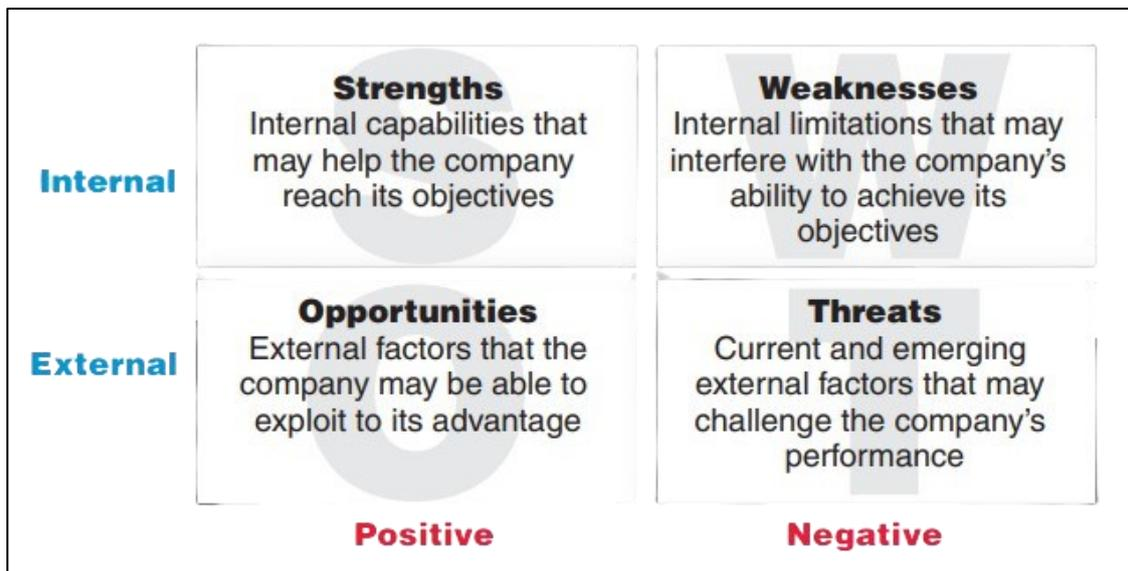 Internal
Strengths
Internal capabilities that
may help the company
reach its objectives
S
Weaknesses
Internal limitations that may
interfere with the company's
ability to achieve its
objectives
W
External
Opportunities
External factors that the
company may be able to
exploit to its advantage
O
Threats
Current and emerging
external factors that may
challenge the company's
performance
T
Positive
Negative